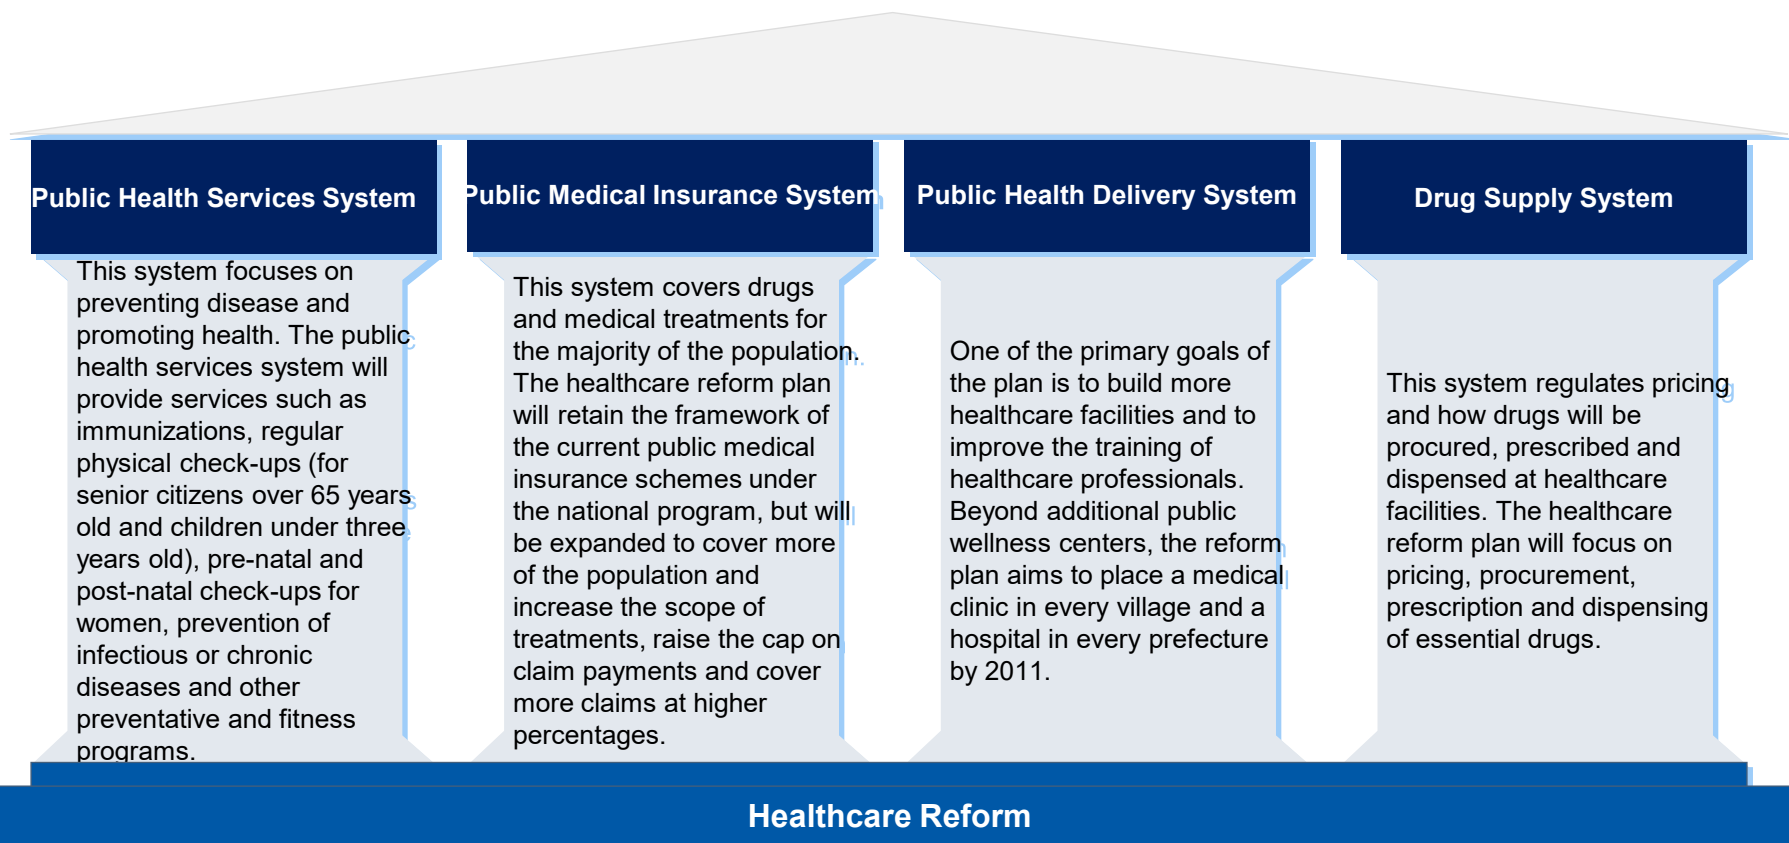 Public Health Services System
This system focuses on
preventing disease and
promoting health. The public
health services system will
provide services such as
immunizations, regular
physical check-ups (for
senior citizens over 65 years
old and children under three
years old), pre-natal and
post-natal check-ups for
women, prevention of
infectious or chronic
diseases and other
preventative and fitness
programs.
Public Medical Insurance System
This system covers drugs
and medical treatments for
the majority of the population.
The healthcare reform plan
will retain the framework of
the current public medical
insurance schemes under
the national program, but will
be expanded to cover more
of the population and
increase the scope of
treatments, raise the cap on
claim payments and cover
more claims at higher
percentages.
Public Health Delivery System
One of the primary goals of
the plan is to build more
healthcare facilities and to
improve the training of
healthcare professionals.
Beyond additional public
wellness centers, the reform
plan aims to place a medical
clinic in every village and a
hospital in every prefecture
by 2011.
Drug Supply System
This system regulates pricing
and how drugs will be
procured, prescribed and
dispensed at healthcare
facilities. The healthcare
reform plan will focus on
pricing, procurement,
prescription and dispensing
of essential drugs.
Healthcare Reform